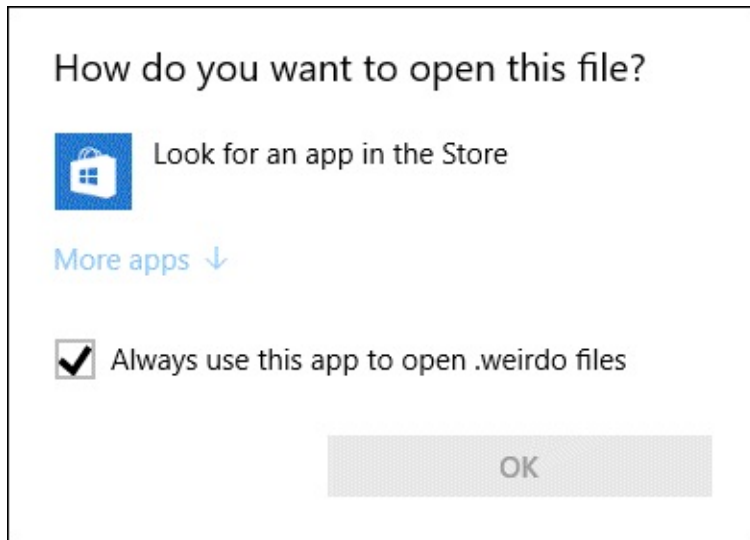 How do you want to open this file?
Look for an app in the Store
More apps ↓
Always use this app to open .weirdo files
OK